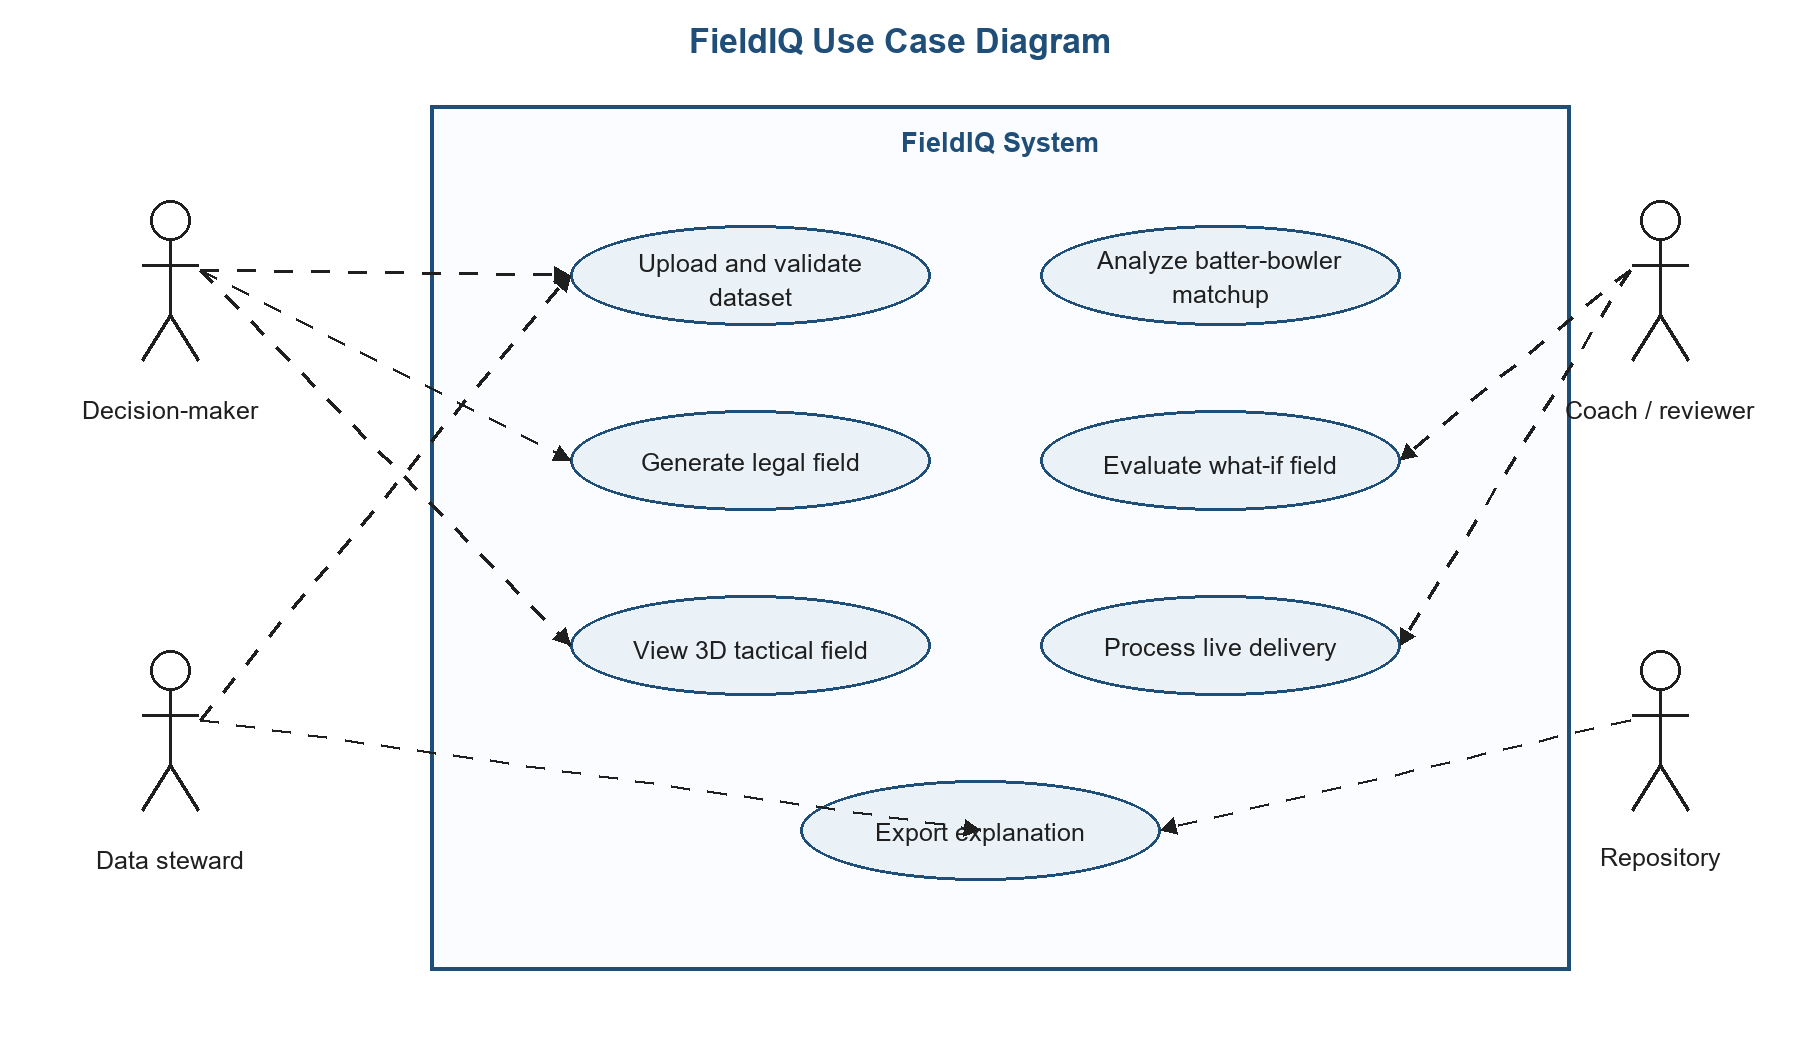 FieldIQ Use Case Diagram
FieldIQ System
Upload and validate
dataset
Analyze batter-bowler
matchup
Decision-maker
Coach / reviewer
Generate legal field
Evaluate what-if field
View 3D tactical field
Process live delivery
Export explanation
Data steward
Repository